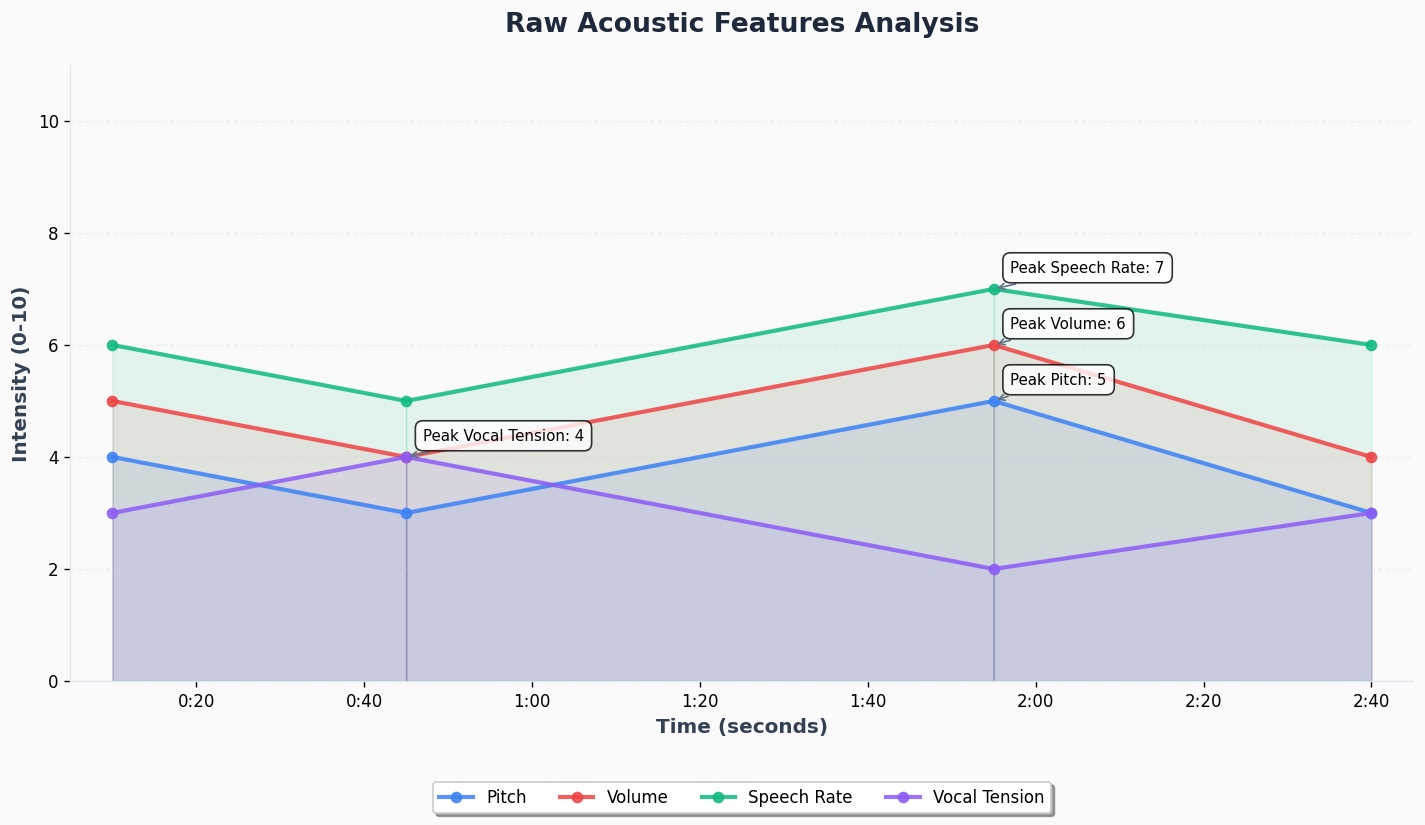 Raw Acoustic Features Analysis
Intensity (0-10)
10
8
6
4
2
0
Peak Speech Rate: 7
Peak Volume: 6
Peak Pitch: 5
Peak Vocal Tension: 4
0:20 0:40 1:00 1:20 1:40 2:00 2:20 2:40
Time (seconds)
Pitch Volume Speech Rate Vocal Tension